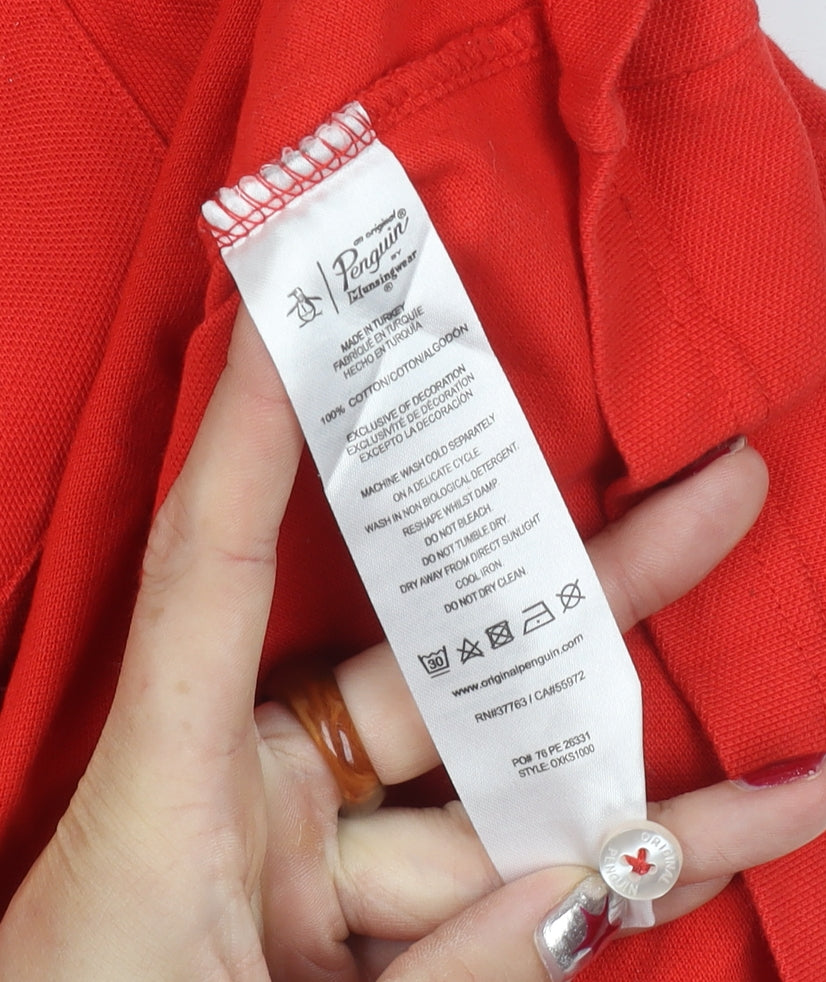 an original
Penguin®
BY
Munsingwear
®
MADE IN TURKEY
FABRIQUÉ EN TURQUIE
HECHO EN TURQUÍA
100% COTTON/COTON/ALGODÓN
EXCLUSIVE OF DECORATION
EXCLUSIVITÉ DE DÉCORATION
EXCEPTO LA DECORACIÓN
MACHINE WASH COLD SEPARATELY
ON A DELICATE CYCLE
WASH IN NON BIOLOGICAL DETERGENT.
RESHAPE WHILST DAMP.
DO NOT BLEACH.
DO NOT TUMBLE DRY.
DRY AWAY FROM DIRECT SUNLIGHT
COOL IRON.
DO NOT DRY CLEAN
30
www.originalpenguin.com
RN#37763 / CA#55972
PO# 76 PE 26331
STYLE: OXKS1000
ORIGINAL
PENGUIN